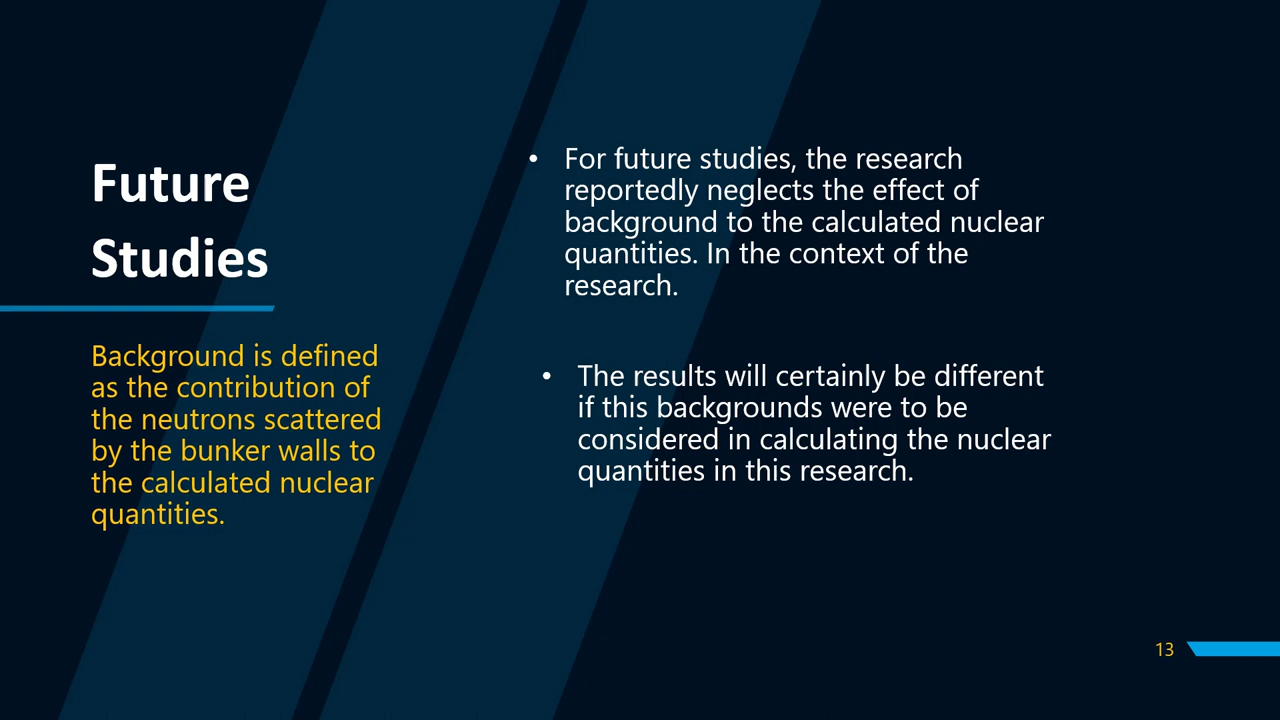 Future
Studies
Background is defined
as the contribution of
the neutrons scattered
by the bunker walls to
the calculated nuclear
quantities.
• For future studies, the research
reportedly neglects the effect of
background to the calculated nuclear
quantities. In the context of the
research.
• The results will certainly be different
if this backgrounds were to be
considered in calculating the nuclear
quantities in this research.
13